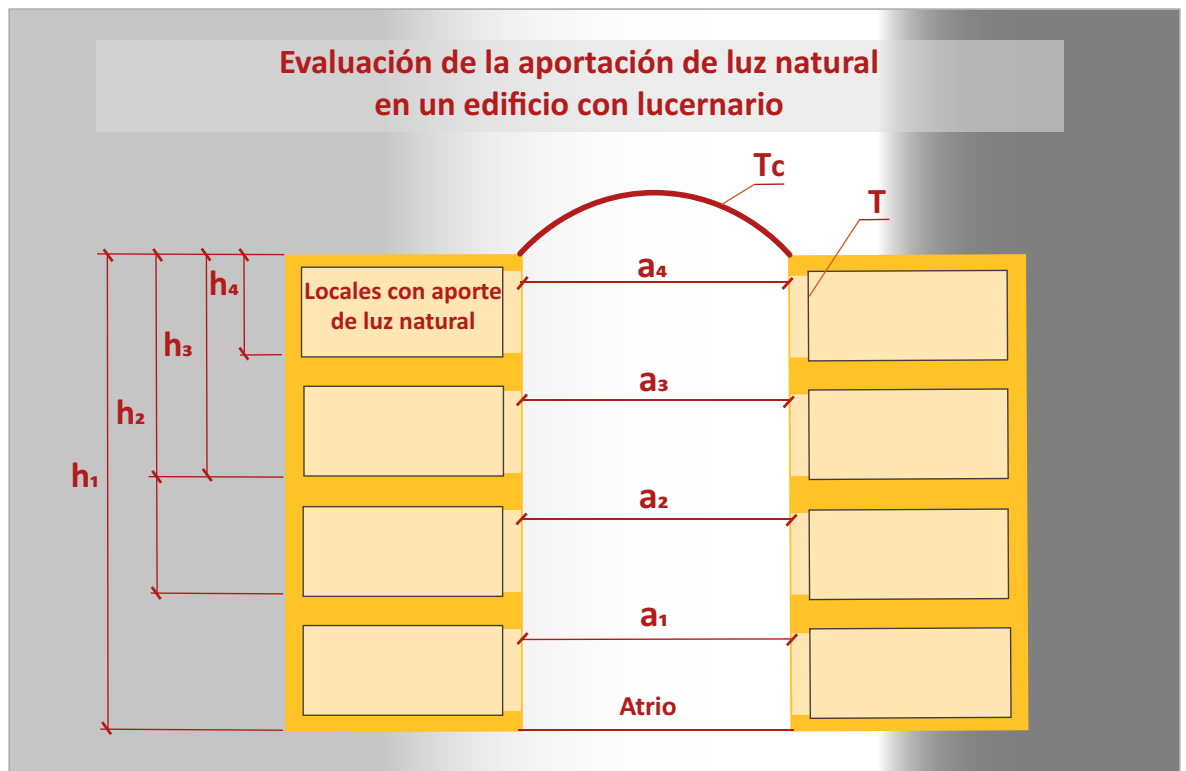 Evaluación de la aportación de luz natural
en un edificio con lucernario
Tc
T
a₄
h₄
Locales con aporte
de luz natural
h₃
a₃
h₂
h₁
a₂
a₁
Atrio